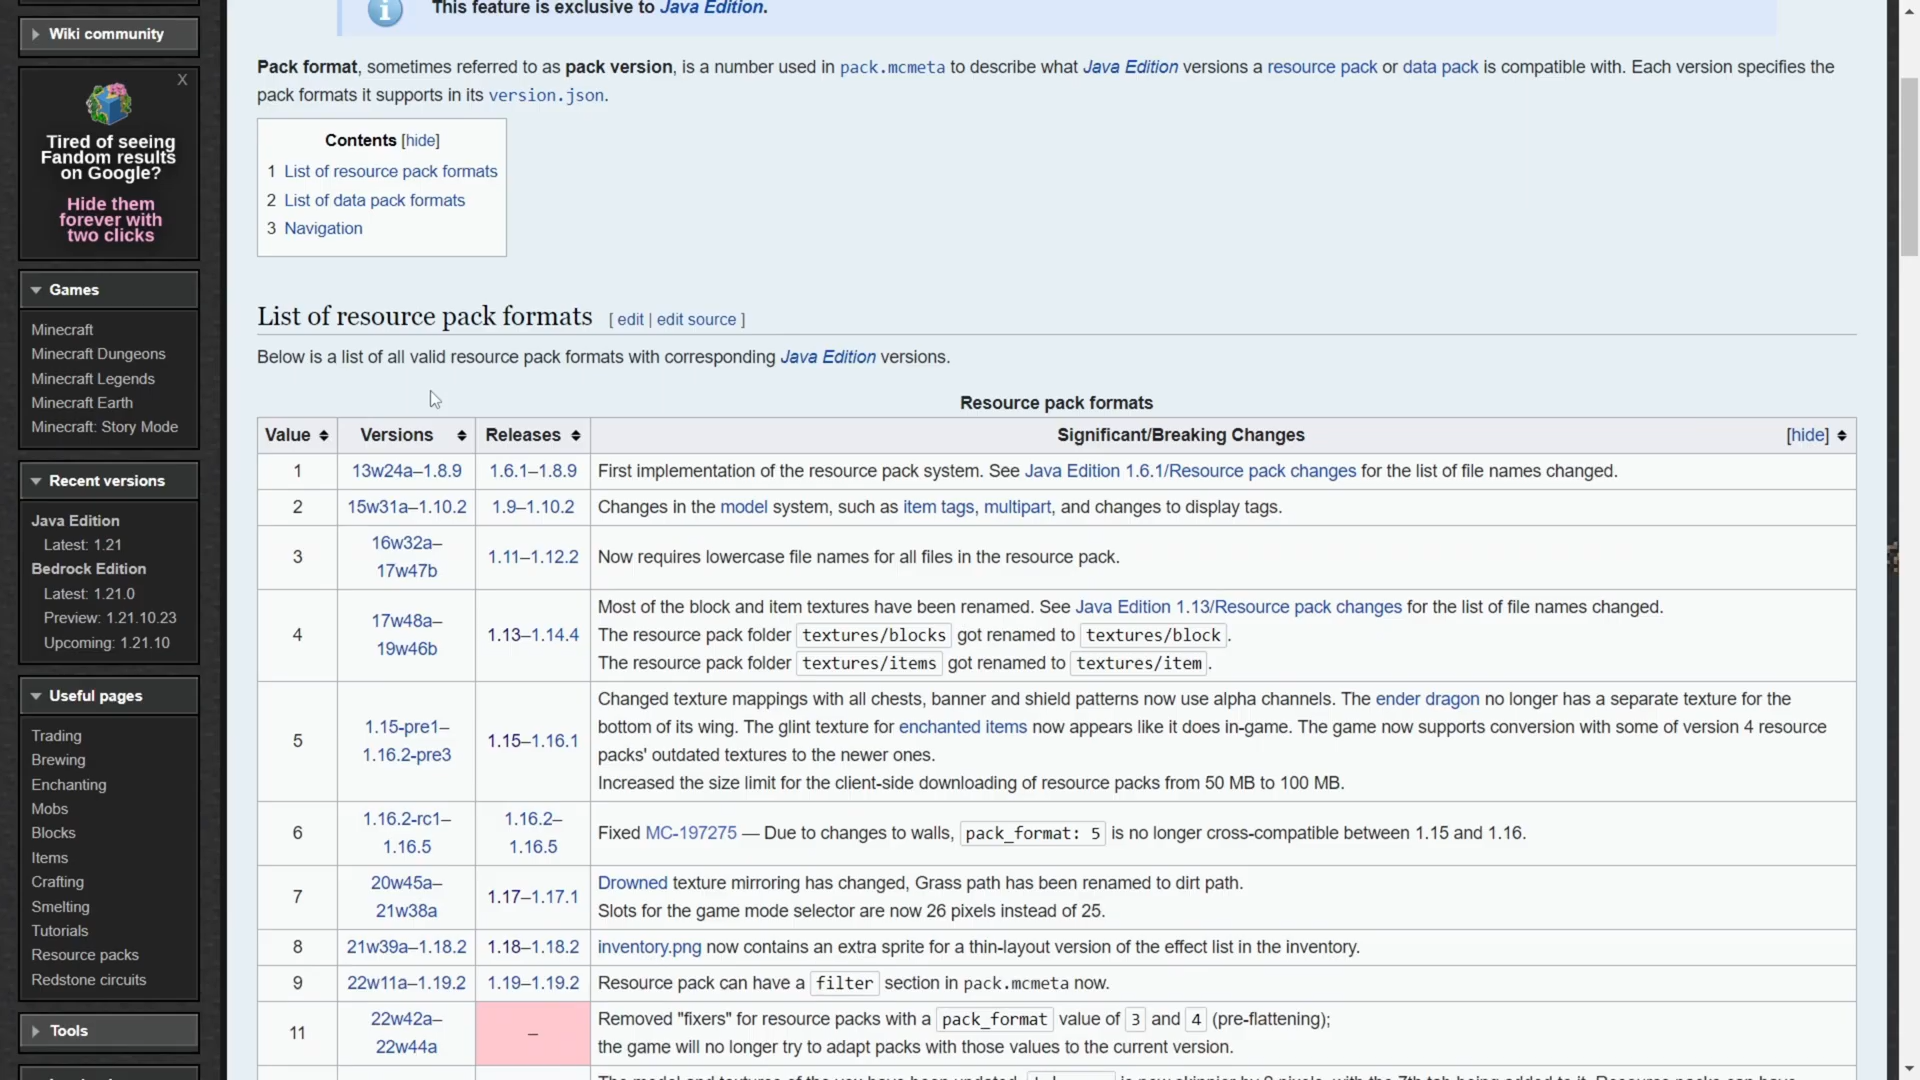 This feature is exclusive to Java Edition.
Wiki community
X
Tired of seeing
Fandom results
on Google?
Hide them
forever with
two clicks
Games
Minecraft
Minecraft Dungeons
Minecraft Legends
Minecraft Earth
Minecraft: Story Mode
Recent versions
Java Edition
Latest: 1.21
Bedrock Edition
Latest: 1.21.0
Preview: 1.21.10.23
Upcoming: 1.21.10
Useful pages
Trading
Brewing
Enchanting
Mobs
Blocks
Items
Crafting
Smelting
Tutorials
Resource packs
Redstone circuits
Tools
Pack format, sometimes referred to as pack version, is a number used in pack.mcmeta to describe what Java Edition versions a resource pack or data pack is compatible with. Each version specifies the
pack formats it supports in its version.json.
Contents [hide]
1 List of resource pack formats
2 List of data pack formats
3 Navigation
List of resource pack formats [ edit | edit source ]
Below is a list of all valid resource pack formats with corresponding Java Edition versions.
Resource pack formats
Value Versions Releases Significant/Breaking Changes [hide]
1 13w24a–1.8.9 1.6.1–1.8.9 First implementation of the resource pack system. See Java Edition 1.6.1/Resource pack changes for the list of file names changed.
2 15w31a–1.10.2 1.9–1.10.2 Changes in the model system, such as item tags, multipart, and changes to display tags.
3 16w32a–
17w47b 1.11–1.12.2 Now requires lowercase file names for all files in the resource pack.
4 17w48a–
19w46b 1.13–1.14.4 Most of the block and item textures have been renamed. See Java Edition 1.13/Resource pack changes for the list of file names changed.
The resource pack folder textures/blocks got renamed to textures/block.
The resource pack folder textures/items got renamed to textures/item.
5 1.15-pre1–
1.16.2-pre3 1.15–1.16.1 Changed texture mappings with all chests, banner and shield patterns now use alpha channels. The ender dragon no longer has a separate texture for the
bottom of its wing. The glint texture for enchanted items now appears like it does in-game. The game now supports conversion with some of version 4 resource
packs' outdated textures to the newer ones.
Increased the size limit for the client-side downloading of resource packs from 50 MB to 100 MB.
6 1.16.2-rc1–
1.16.5 1.16.2–
1.16.5 Fixed MC-197275 — Due to changes to walls, pack_format: 5 is no longer cross-compatible between 1.15 and 1.16.
7 20w45a–
21w38a 1.17–1.17.1 Drowned texture mirroring has changed, Grass path has been renamed to dirt path.
Slots for the game mode selector are now 26 pixels instead of 25.
8 21w39a–1.18.2 1.18–1.18.2 inventory.png now contains an extra sprite for a thin-layout version of the effect list in the inventory.
9 22w11a–1.19.2 1.19–1.19.2 Resource pack can have a filter section in pack.mcmeta now.
11 22w42a–
22w44a – Removed "fixers" for resource packs with a pack_format value of 3 and 4 (pre-flattening);
the game will no longer try to adapt packs with those values to the current version.